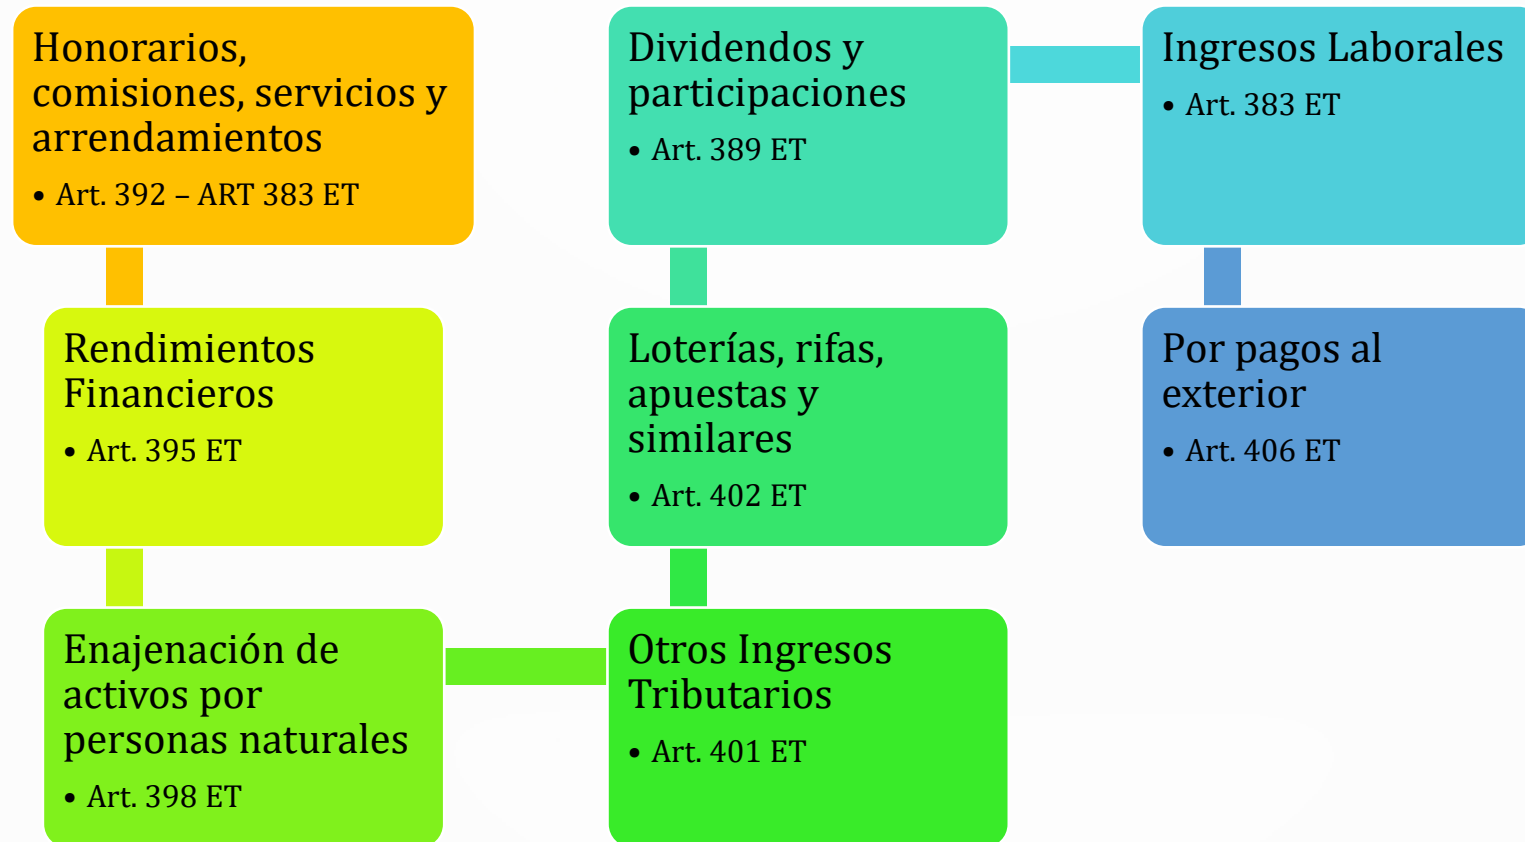 Honorarios,
comisiones, servicios y
arrendamientos
• Art. 392 – ART 383 ET
Rendimientos
Financieros
• Art. 395 ET
Enajenación de
activos por
personas naturales
• Art. 398 ET
Otros Ingresos
Tributarios
• Art. 401 ET
Loterías, rifas,
apuestas y
similares
• Art. 402 ET
Dividendos y
participaciones
• Art. 389 ET
Ingresos Laborales
• Art. 383 ET
Por pagos al
exterior
• Art. 406 ET